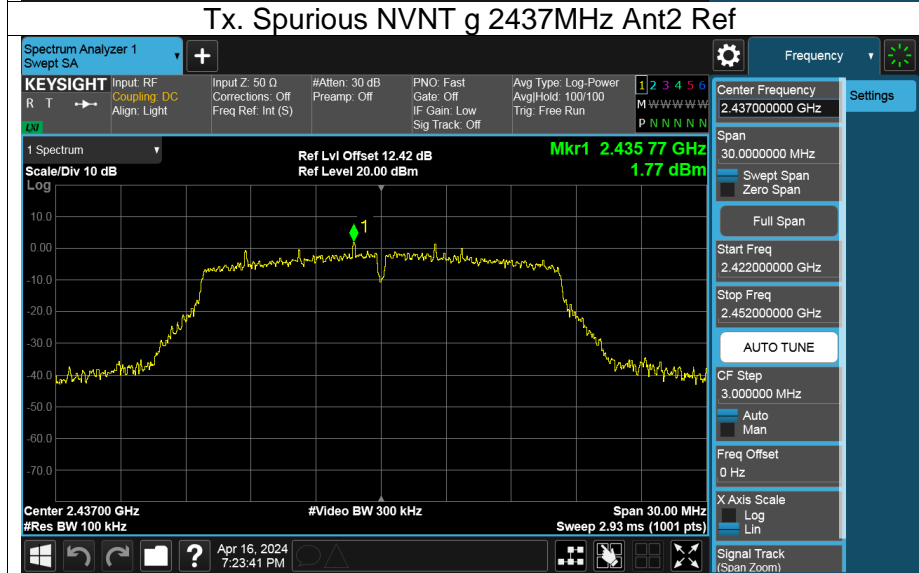 Tx. Spurious NVNT g 2437MHz Ant2 Ref
Spectrum Analyzer 1
Swept SA
Frequency
KEYSIGHT
R T
LXI
Input: RF
Coupling: DC
Align: Light
Input Z: 50 Ω
Corrections: Off
Freq Ref: Int (S)
#Atten: 30 dB
Preamp: Off
PNO: Fast
Gate: Off
IF Gain: Low
Sig Track: Off
Avg Type: Log-Power
Avg|Hold: 100/100
Trig: Free Run
1 2 3 4 5 6
M W W W W W
P N N N N N
1 Spectrum
Scale/Div 10 dB
Ref Lvl Offset 12.42 dB
Ref Level 20.00 dBm
Mkr1 2.435 77 GHz
1.77 dBm
Log
10.0
0.00
-10.0
-20.0
-30.0
-40.0
-50.0
-60.0
-70.0
1
Center 2.43700 GHz
#Res BW 100 kHz
#Video BW 300 kHz
Span 30.00 MHz
Sweep 2.93 ms (1001 pts)
Center Frequency
2.437000000 GHz
Settings
Span
30.0000000 MHz
Swept Span
Zero Span
Full Span
Start Freq
2.422000000 GHz
Stop Freq
2.452000000 GHz
AUTO TUNE
CF Step
3.000000 MHz
Auto
Man
Freq Offset
0 Hz
X Axis Scale
Log
Lin
Signal Track
(Span Zoom)
?
Apr 16, 2024
7:23:41 PM